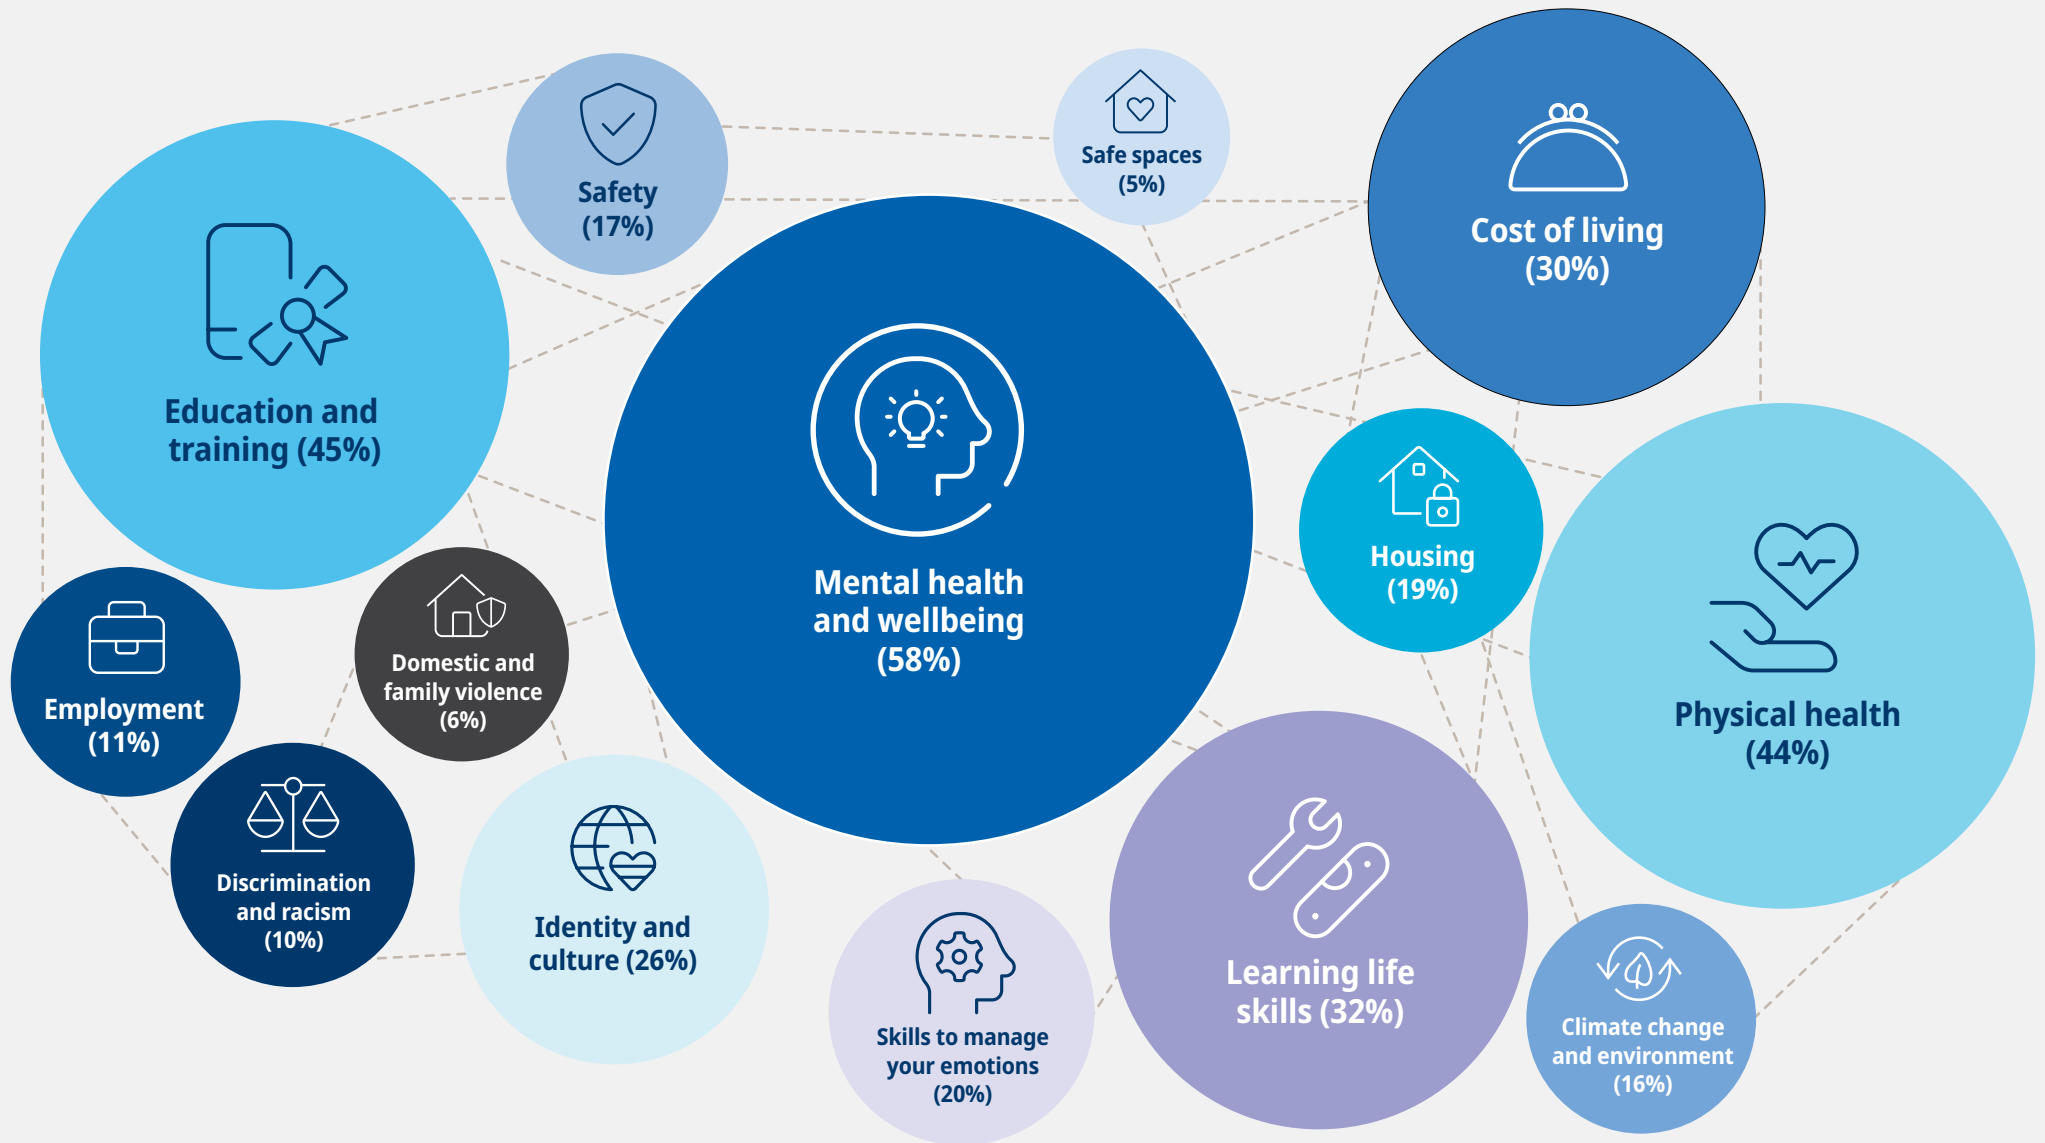 Safety
(17%)
Safe spaces
(5%)
Cost of living
(30%)
Education and
training (45%)
Mental health
and wellbeing
(58%)
Housing
(19%)
Physical health
(44%)
Employment
(11%)
Domestic and
family violence
(6%)
Discrimination
and racism
(10%)
Identity and
culture (26%)
Skills to manage
your emotions
(20%)
Learning life
skills (32%)
Climate change
and environment
(16%)